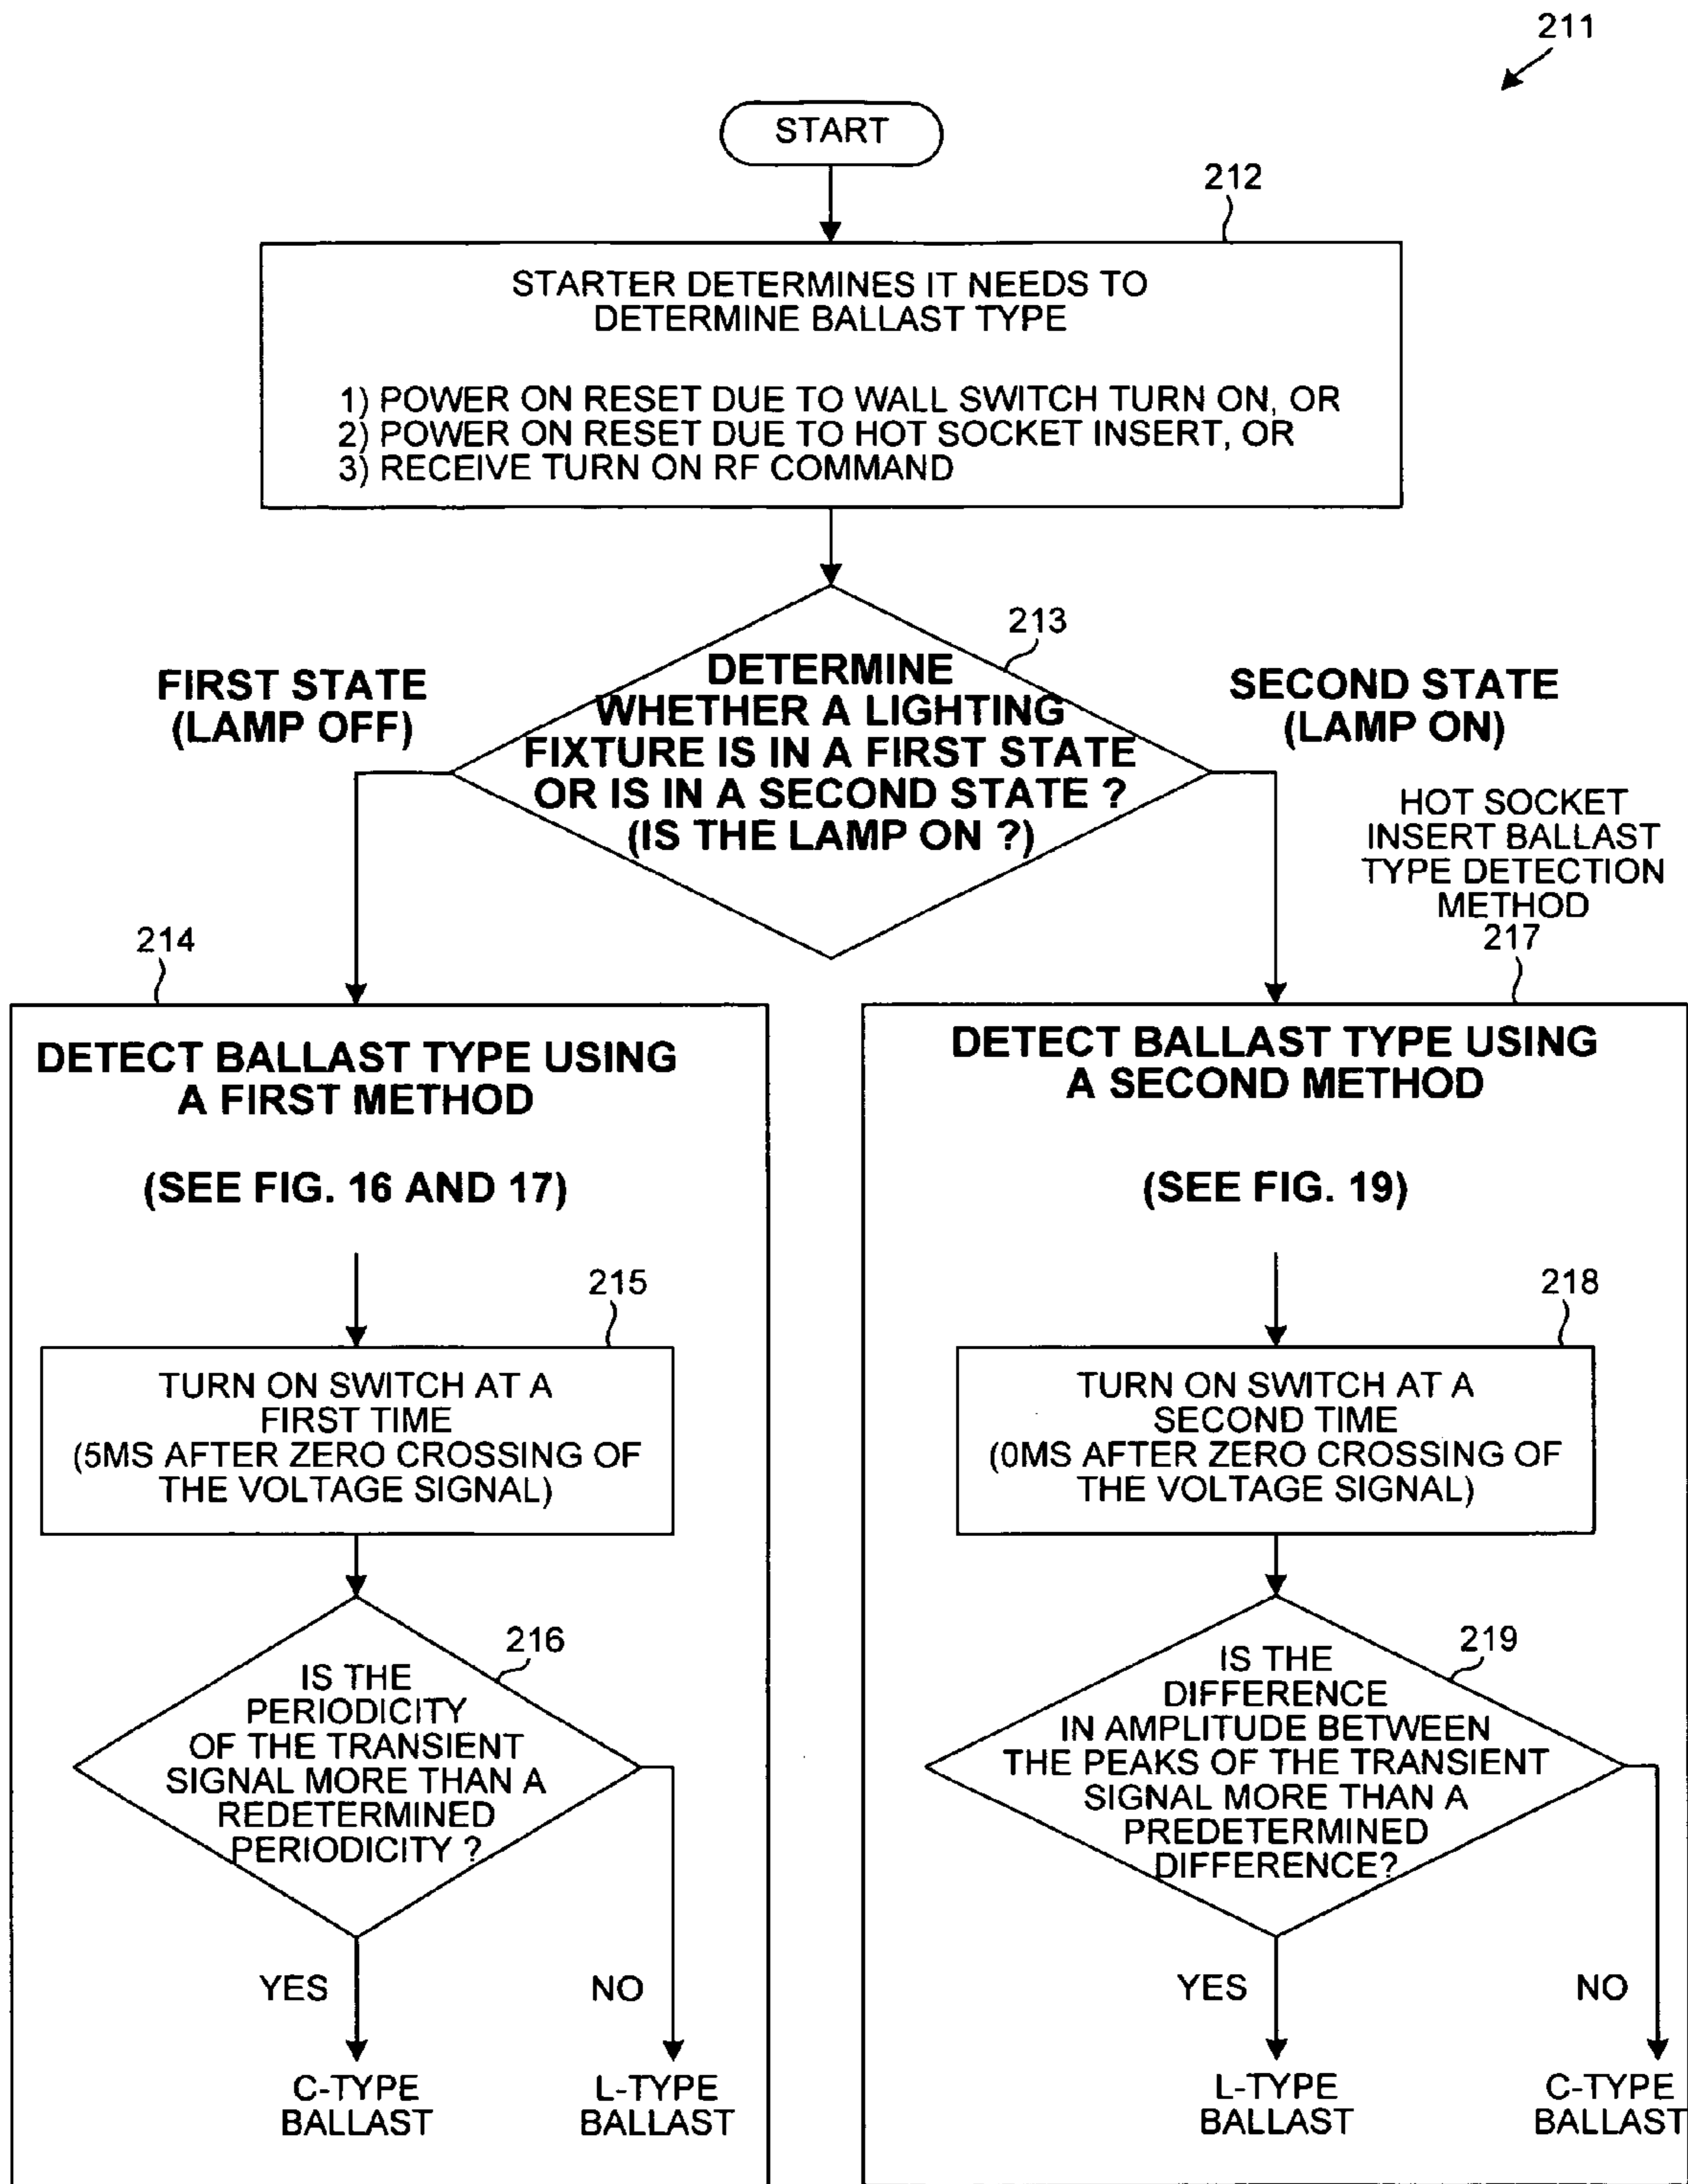 211
START
212
STARTER DETERMINES IT NEEDS TO
DETERMINE BALLAST TYPE
1) POWER ON RESET DUE TO WALL SWITCH TURN ON, OR
2) POWER ON RESET DUE TO HOT SOCKET INSERT, OR
3) RECEIVE TURN ON RF COMMAND
213
DETERMINE
WHETHER A LIGHTING
FIXTURE IS IN A FIRST STATE
OR IS IN A SECOND STATE ?
(IS THE LAMP ON ?)
FIRST STATE
(LAMP OFF)
SECOND STATE
(LAMP ON)
HOT SOCKET
INSERT BALLAST
TYPE DETECTION
METHOD
214
217
DETECT BALLAST TYPE USING
A FIRST METHOD
(SEE FIG. 16 AND 17)
215
TURN ON SWITCH AT A
FIRST TIME
(5MS AFTER ZERO CROSSING OF
THE VOLTAGE SIGNAL)
216
IS THE
PERIODICITY
OF THE TRANSIENT
SIGNAL MORE THAN A
REDETERMINED
PERIODICITY ?
YES
NO
C-TYPE
BALLAST
L-TYPE
BALLAST
DETECT BALLAST TYPE USING
A SECOND METHOD
(SEE FIG. 19)
218
TURN ON SWITCH AT A
SECOND TIME
(0MS AFTER ZERO CROSSING OF
THE VOLTAGE SIGNAL)
219
IS THE
DIFFERENCE
IN AMPLITUDE BETWEEN
THE PEAKS OF THE TRANSIENT
SIGNAL MORE THAN A
PREDETERMINED
DIFFERENCE?
YES
NO
L-TYPE
BALLAST
C-TYPE
BALLAST